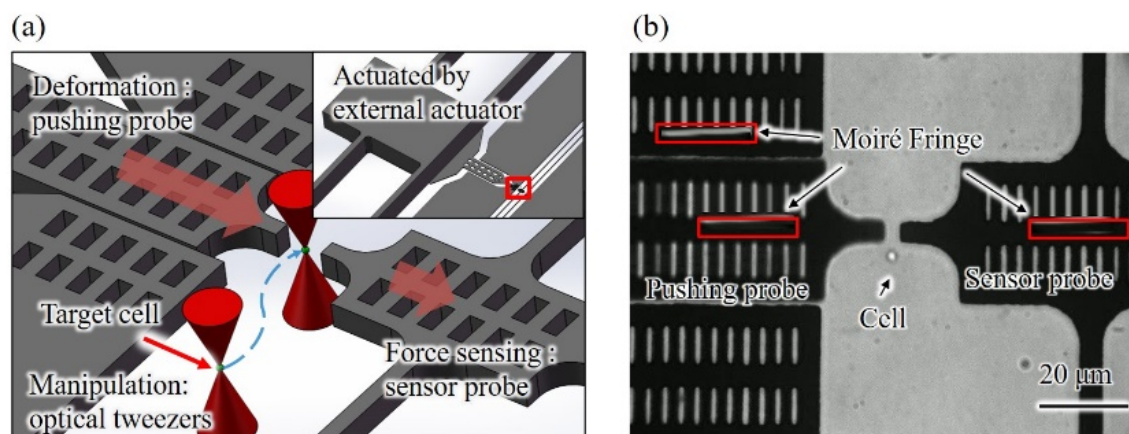 (a)
Deformation :
pushing probe
Actuated by
external actuator
Target cell
Manipulation:
optical tweezers
Force sensing :
sensor probe
(b)
Moiré Fringe
Pushing probe
Sensor probe
Cell
20 μm